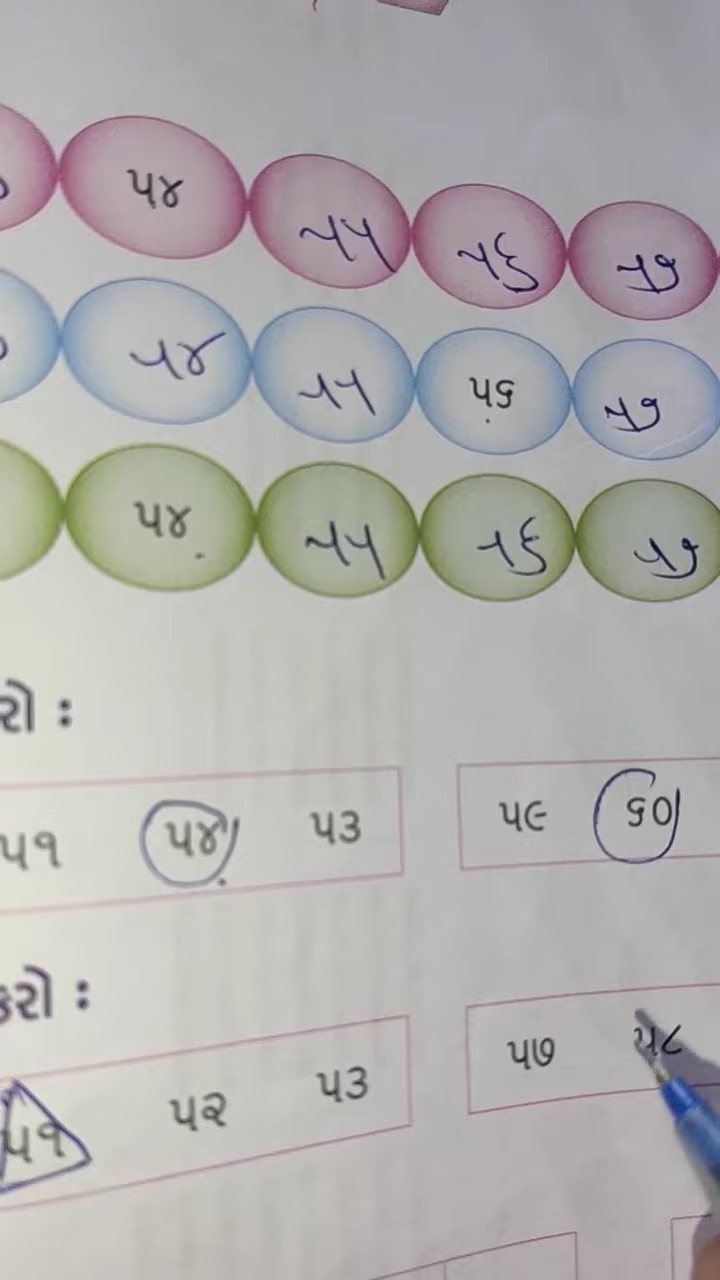 ૫૪ ૫૫ ૫૬ ૫૭
૫૪ ૫૫ ૫૬ ૫૭
૫૪ ૫૫ ૫૬ ૫૭
રો :
૫૧ ૫૪ ૫૩ ૫૯ ૬૦
કરો :
૫૧ ૫૨ ૫૩ ૫૭ ૫૮